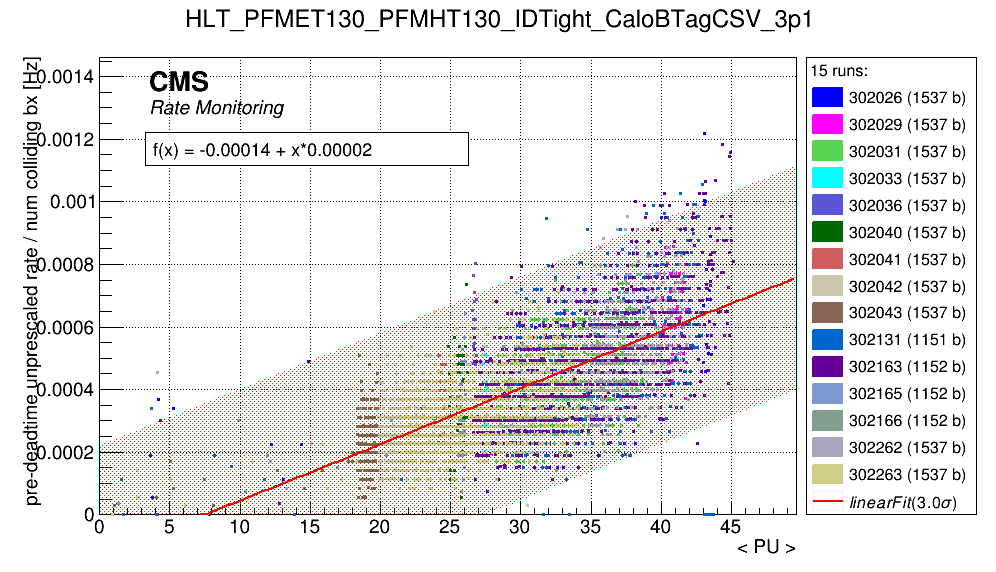 HLT_PFMET130_PFMHT130_IDTight_CaloBTagCSV_3p1
pre-deadtime unprescaled rate / num colliding bx [Hz]
CMS
Rate Monitoring
f(x) = -0.00014 + x*0.00002
0.0014
0.0012
0.001
0.0008
0.0006
0.0004
0.0002
0
0 5 10 15 20 25 30 35 40 45
< PU >
15 runs:
302026 (1537 b)
302029 (1537 b)
302031 (1537 b)
302033 (1537 b)
302036 (1537 b)
302040 (1537 b)
302041 (1537 b)
302042 (1537 b)
302043 (1537 b)
302131 (1151 b)
302163 (1152 b)
302165 (1152 b)
302166 (1152 b)
302262 (1537 b)
302263 (1537 b)
linearFit(3.0σ)